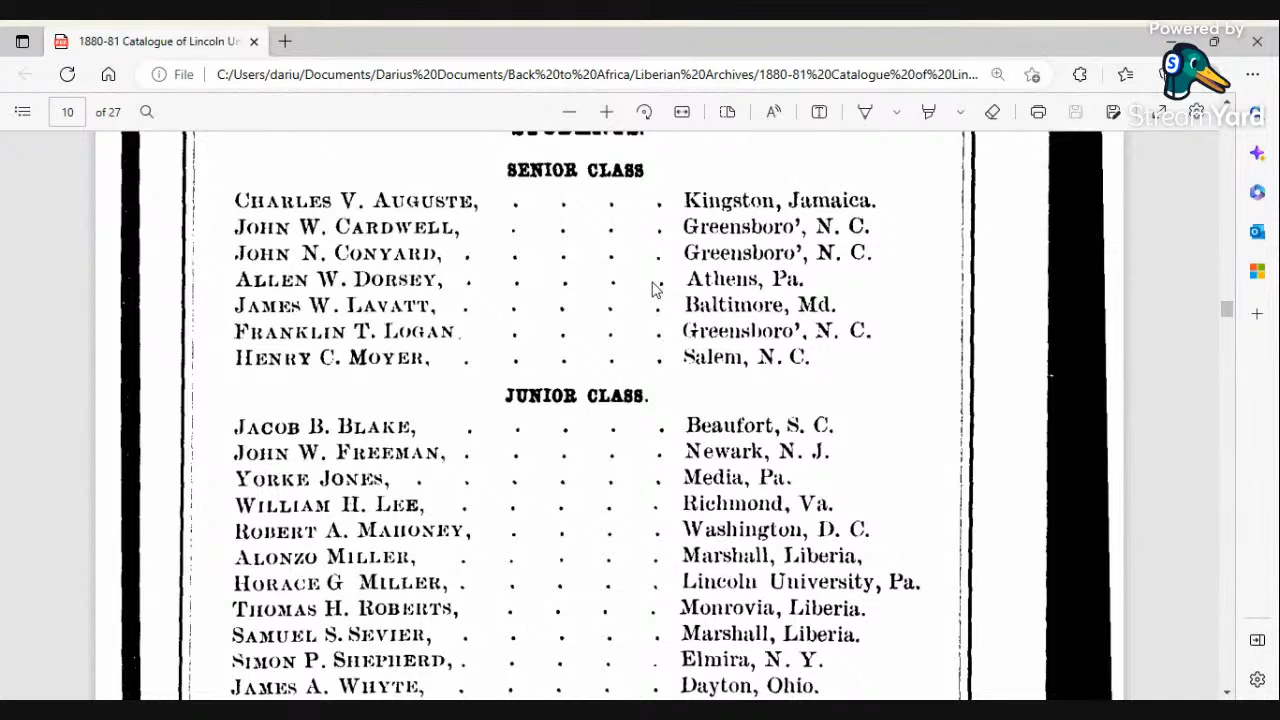 Powered by
1880-81 Catalogue of Lincoln Un
File C:/Users/dariu/Documents/Darius%20Documents/Back%20to%20Africa/Liberian%20Archives/1880-81%20Catalogue%20of%20Lin...
10 of 27
StreamYard
STUDENTS.
SENIOR CLASS
CHARLES V. AUGUSTE, . . . . Kingston, Jamaica.
JOHN W. CARDWELL, . . . . Greensboro', N. C.
JOHN N. CONYARD, . . . . . Greensboro', N. C.
ALLEN W. DORSEY, . . . . . Athens, Pa.
JAMES W. LAVATT, . . . . . Baltimore, Md.
FRANKLIN T. LOGAN . . . . Greensboro', N. C.
HENRY C. MOYER, . . . . . Salem, N. C.
JUNIOR CLASS.
JACOB B. BLAKE, . . . . . Beaufort, S. C.
JOHN W. FREEMAN, . . . . . Newark, N. J.
YORKE JONES, . . . . . . Media, Pa.
WILLIAM H. LEE, . . . . . Richmond, Va.
ROBERT A. MAHONEY, . . . . Washington, D. C.
ALONZO MILLER, . . . . . Marshall, Liberia,
HORACE G MILLER, . . . . . Lincoln University, Pa.
THOMAS H. ROBERTS, . . . . Monrovia, Liberia.
SAMUEL S. SEVIER, . . . . . Marshall, Liberia.
SIMON P. SHEPHERD, . . . . . Elmira, N. Y.
JAMES A. WHYTE, . . . . . Dayton, Ohio.